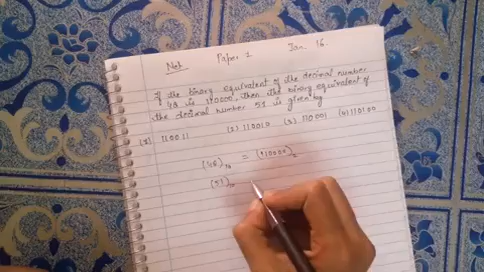 Net Paper 1 Jan 16.
If the binary equivalent of the decimal number
48 is 110000, then the binary equivalent of
the decimal number 51 is given by
(1) 110011 (2) 110010 (3) 110001 (4) 110100
(48)₁₀ = (110000)₂
(51)₁₀